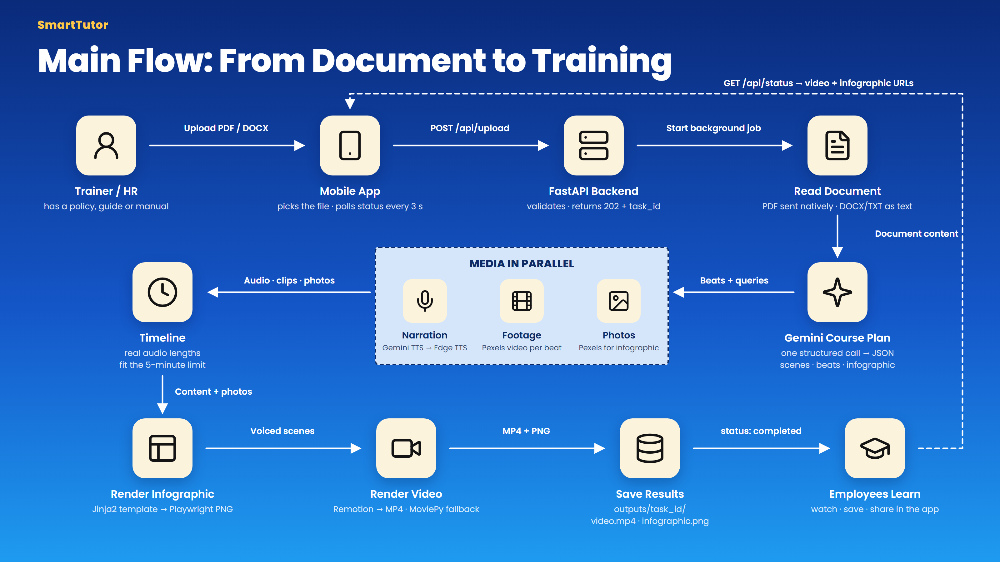 SmartTutor
Main Flow: From Document to Training
GET /api/status → video + infographic URLs
Upload PDF / DOCX
POST /api/upload
Start background job
Trainer / HR
has a policy, guide or manual
Mobile App
picks the file · polls status every 3 s
FastAPI Backend
validates · returns 202 + task_id
Read Document
PDF sent natively · DOCX/TXT as text
Document content
MEDIA IN PARALLEL
Audio · clips · photos
Beats + queries
Narration
Gemini TTS → Edge TTS
Footage
Pexels video per beat
Photos
Pexels for infographic
Timeline
real audio lengths
fit the 5-minute limit
Gemini Course Plan
one structured call → JSON
scenes · beats · infographic
Content + photos
Voiced scenes
MP4 + PNG
status: completed
Render Infographic
Jinja2 template → Playwright PNG
Render Video
Remotion → MP4 · MoviePy fallback
Save Results
outputs/task_id/
video.mp4 · infographic.png
Employees Learn
watch · save · share in the app